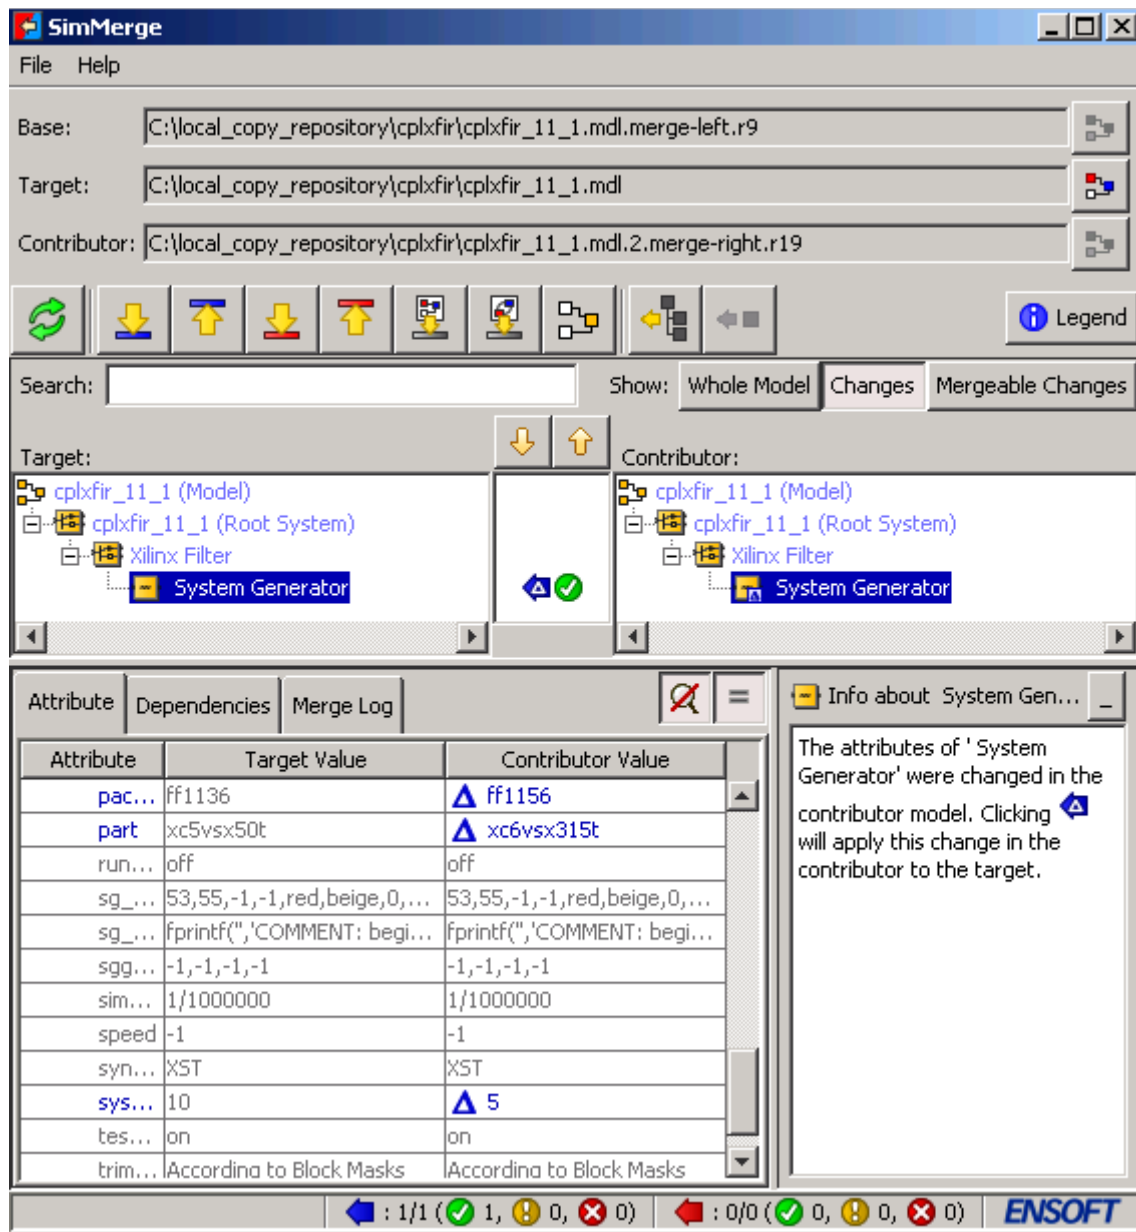 SimMerge
File Help
Base: C:\local_copy_repository\cplxfir\cplxfir_11_1.mdl.merge-left.r9
Target: C:\local_copy_repository\cplxfir\cplxfir_11_1.mdl
Contributor: C:\local_copy_repository\cplxfir\cplxfir_11_1.mdl.2.merge-right.r19
Legend
Search: Show: Whole Model Changes Mergeable Changes
Target: Contributor:
cplxfir_11_1 (Model) cplxfir_11_1 (Model)
cplxfir_11_1 (Root System) cplxfir_11_1 (Root System)
Xilinx Filter Xilinx Filter
System Generator System Generator
Attribute Dependencies Merge Log
Attribute Target Value Contributor Value
pac... ff1136 ff1156
part xc5vsx50t xc6vsx315t
run... off off
sg_... 53,55,-1,-1,red,beige,0,... 53,55,-1,-1,red,beige,0,...
sg_... fprintf('','COMMENT: begi... fprintf('','COMMENT: begi...
sgg... -1,-1,-1,-1 -1,-1,-1,-1
sim... 1/1000000 1/1000000
speed -1 -1
syn... XST XST
sys... 10 5
tes... on on
trim... According to Block Masks According to Block Masks
Info about System Gen...
The attributes of ' System
Generator' were changed in the
contributor model. Clicking
will apply this change in the
contributor to the target.
: 1/1 ( 1, 0, 0) : 0/0 ( 0, 0, 0) ENSOFT